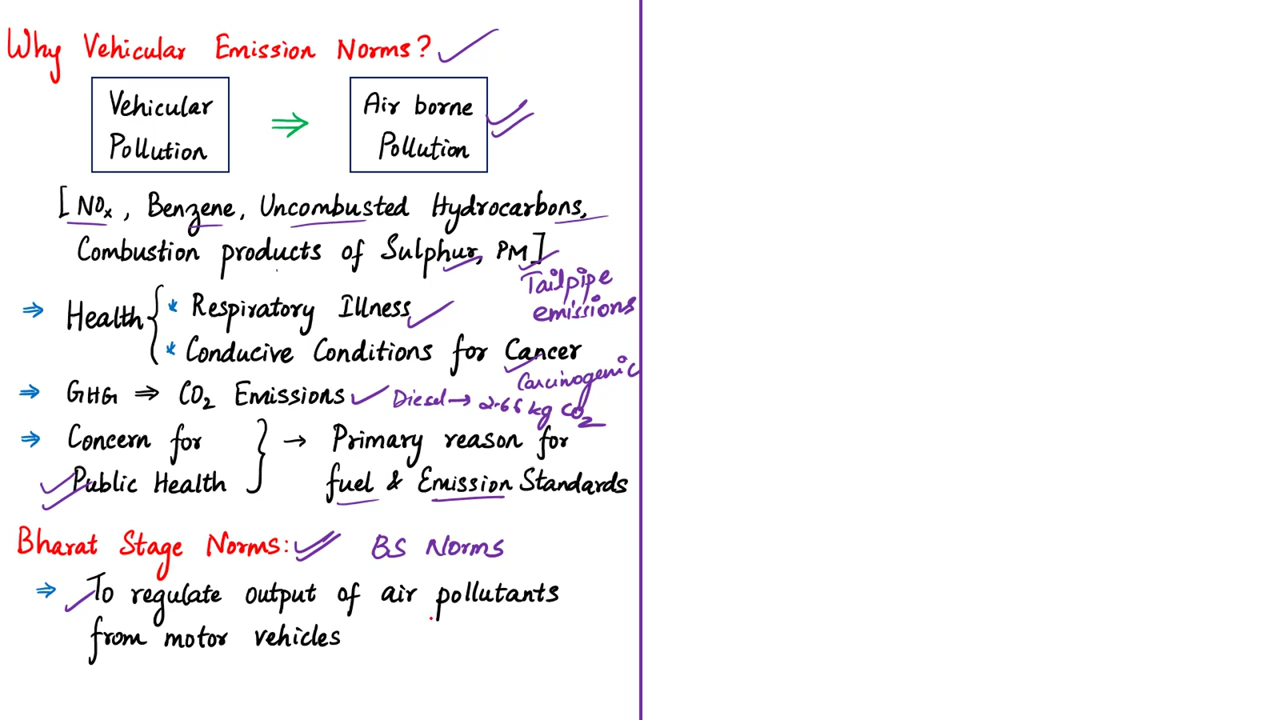 Why Vehicular Emission Norms?
Vehicular Pollution ⇒ Air borne Pollution
[NOx, Benzene, Uncombusted Hydrocarbons,
Combustion products of Sulphur, PM]
Tailpipe
emissions
⇒ Health { * Respiratory Illness
* Conducive Conditions for Cancer
Carcinogenic
⇒ GHG ⇒ CO2 Emissions
Diesel → 2.68 kg CO2
⇒ Concern for Public Health } → Primary reason for fuel & Emission Standards
Bharat Stage Norms: BS Norms
⇒ To regulate output of air pollutants
from motor vehicles